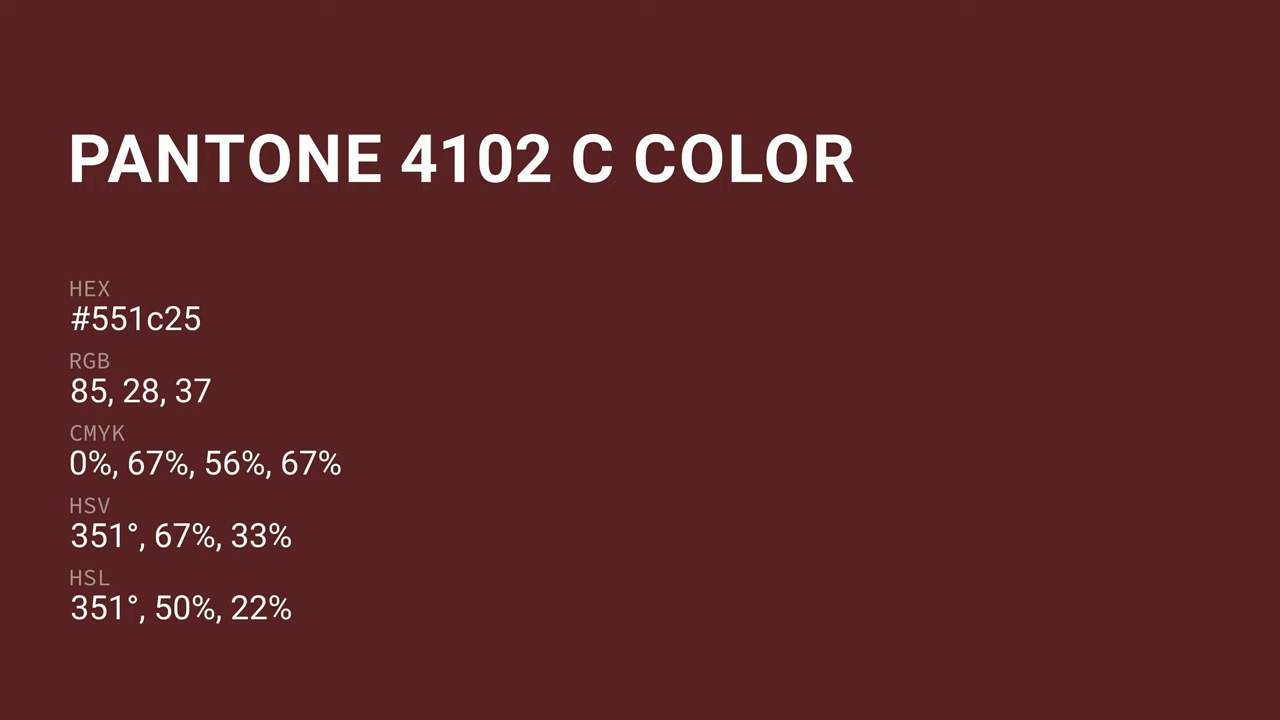 PANTONE 4102 C COLOR
HEX
#551c25
RGB
85, 28, 37
CMYK
0%, 67%, 56%, 67%
HSV
351°, 67%, 33%
HSL
351°, 50%, 22%